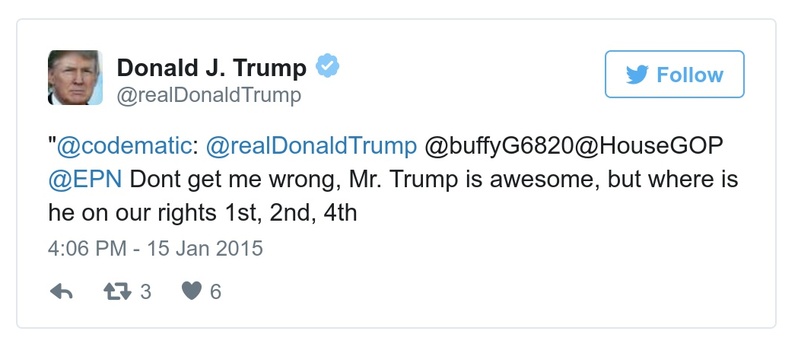 Donald J. Trump
@realDonaldTrump
Follow
"@codematic: @realDonaldTrump @buffyG6820@HouseGOP
@EPN Dont get me wrong, Mr. Trump is awesome, but where is
he on our rights 1st, 2nd, 4th
4:06 PM - 15 Jan 2015
3 6